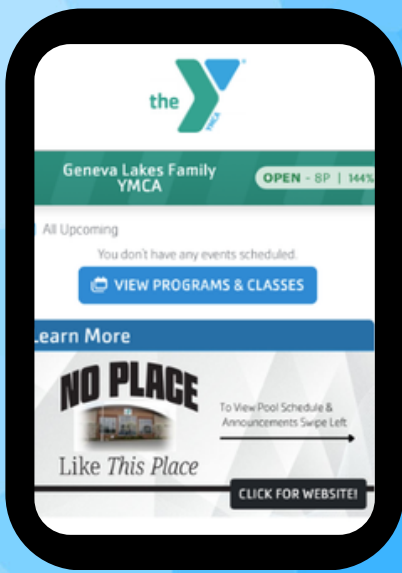 the
YMCA
Geneva Lakes Family
YMCA
OPEN - 8P | 144%
All Upcoming
You don't have any events scheduled.
VIEW PROGRAMS & CLASSES
Learn More
NO PLACE
Like This Place
To View Pool Schedule &
Announcements Swipe Left
CLICK FOR WEBSITE!